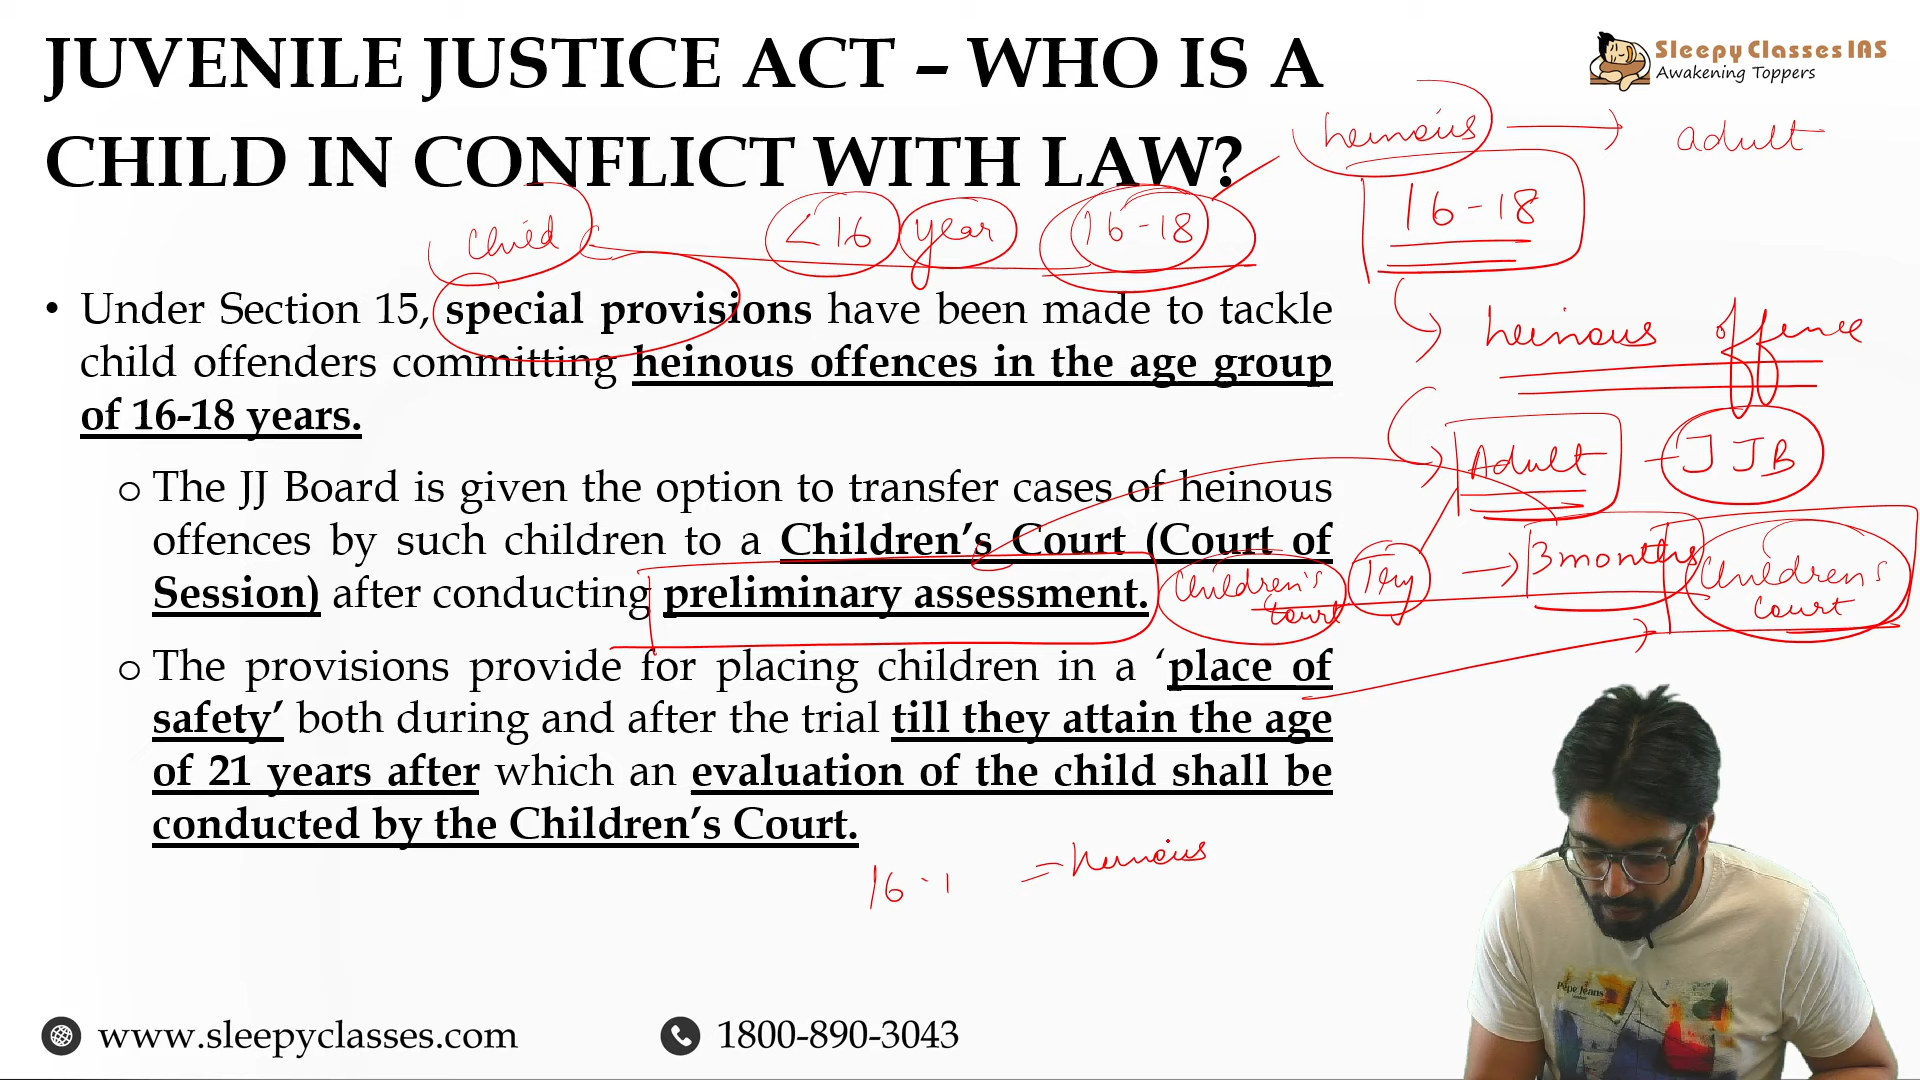 JUVENILE JUSTICE ACT – WHO IS A
CHILD IN CONFLICT WITH LAW?
Sleepy Classes IAS
Awakening Toppers
heinous → adult
16-18
child <16 year 16-18
• Under Section 15, special provisions have been made to tackle
child offenders committing heinous offences in the age group
of 16-18 years.
heinous offence
Adult – JJB
o The JJ Board is given the option to transfer cases of heinous
offences by such children to a Children’s Court (Court of
Session) after conducting preliminary assessment.
Children's
Court
Try → 3 months
Children's
Court
o The provisions provide for placing children in a ‘place of
safety’ both during and after the trial till they attain the age
of 21 years after which an evaluation of the child shall be
conducted by the Children’s Court.
16-1 = heinous
Pepe Jeans
www.sleepyclasses.com
1800-890-3043